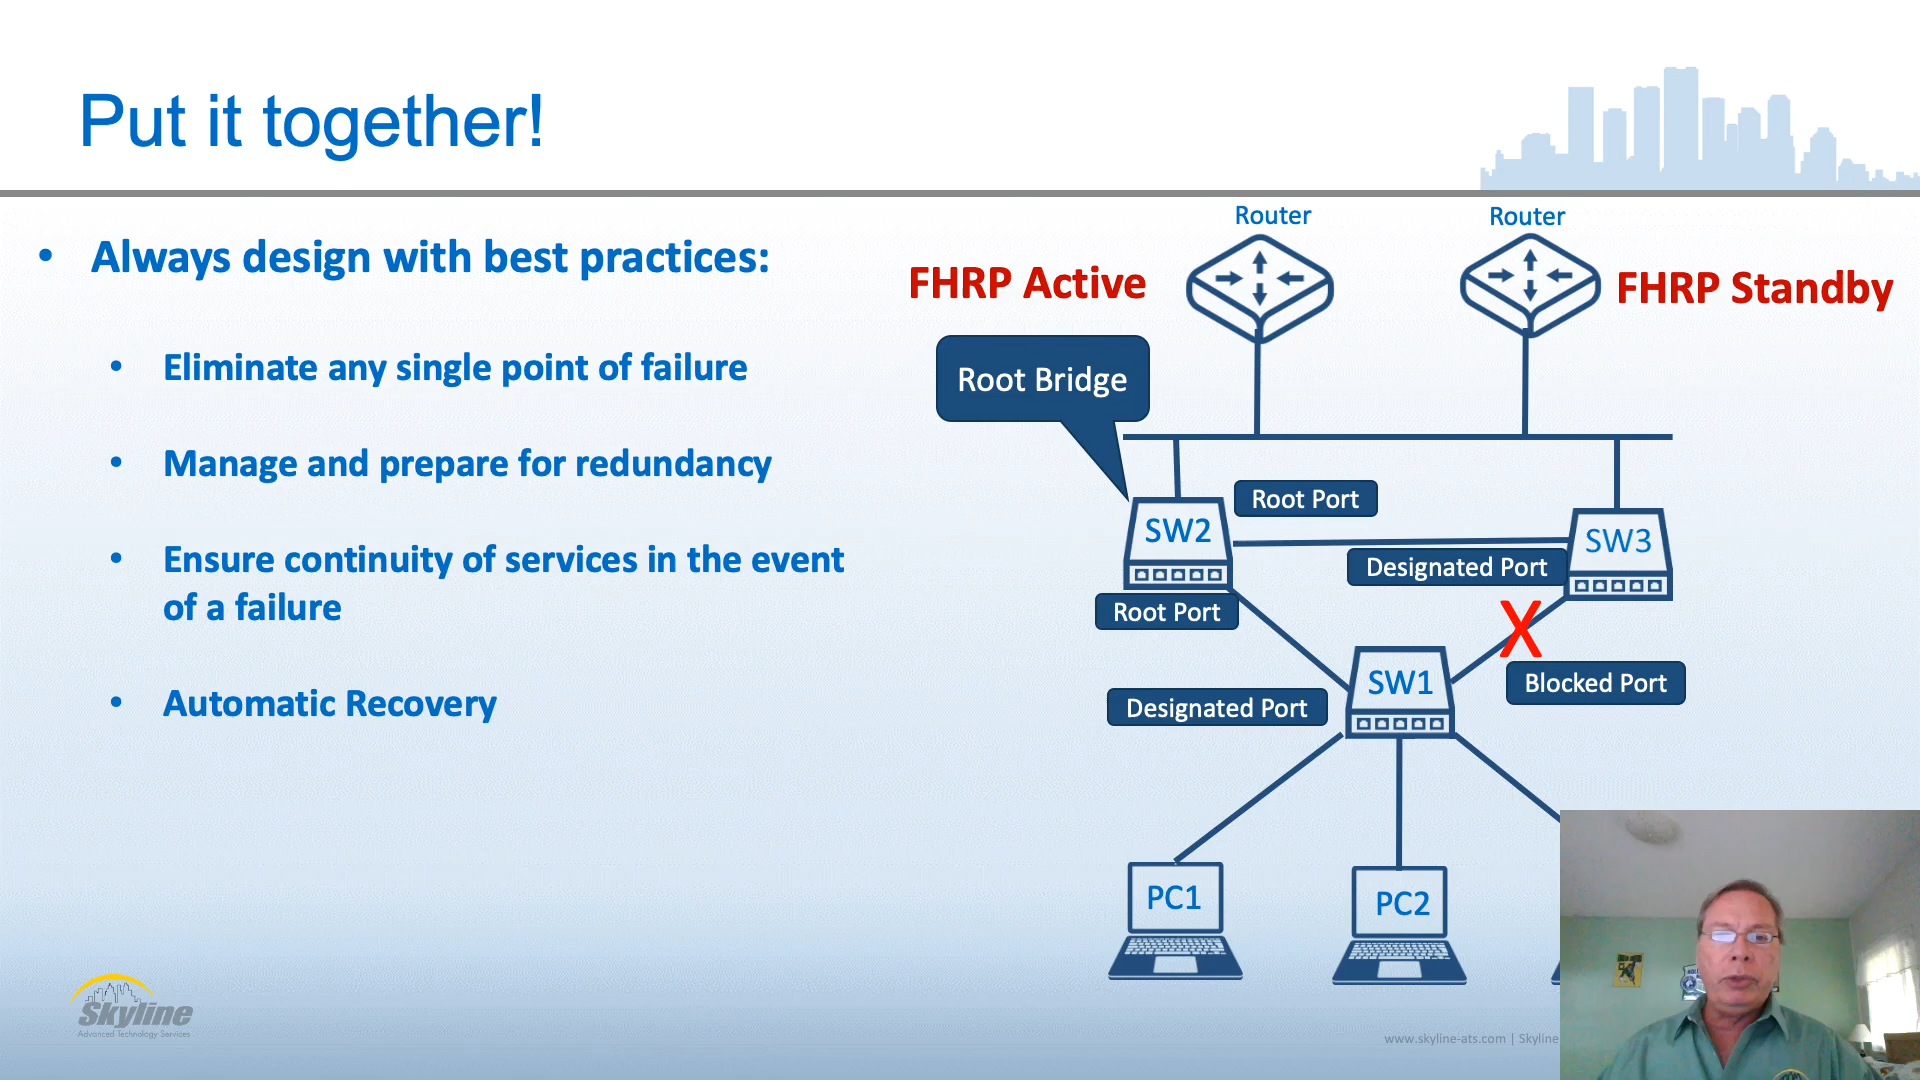 Put it together!
• Always design with best practices:
• Eliminate any single point of failure
• Manage and prepare for redundancy
• Ensure continuity of services in the event
of a failure
• Automatic Recovery
Router
Router
FHRP Active
FHRP Standby
Root Bridge
Root Port
SW2
SW3
Designated Port
Root Port
X
SW1
Blocked Port
Designated Port
PC1
PC2
Skyline
Advanced Technology Services
www.skyline-ats.com | Skyline